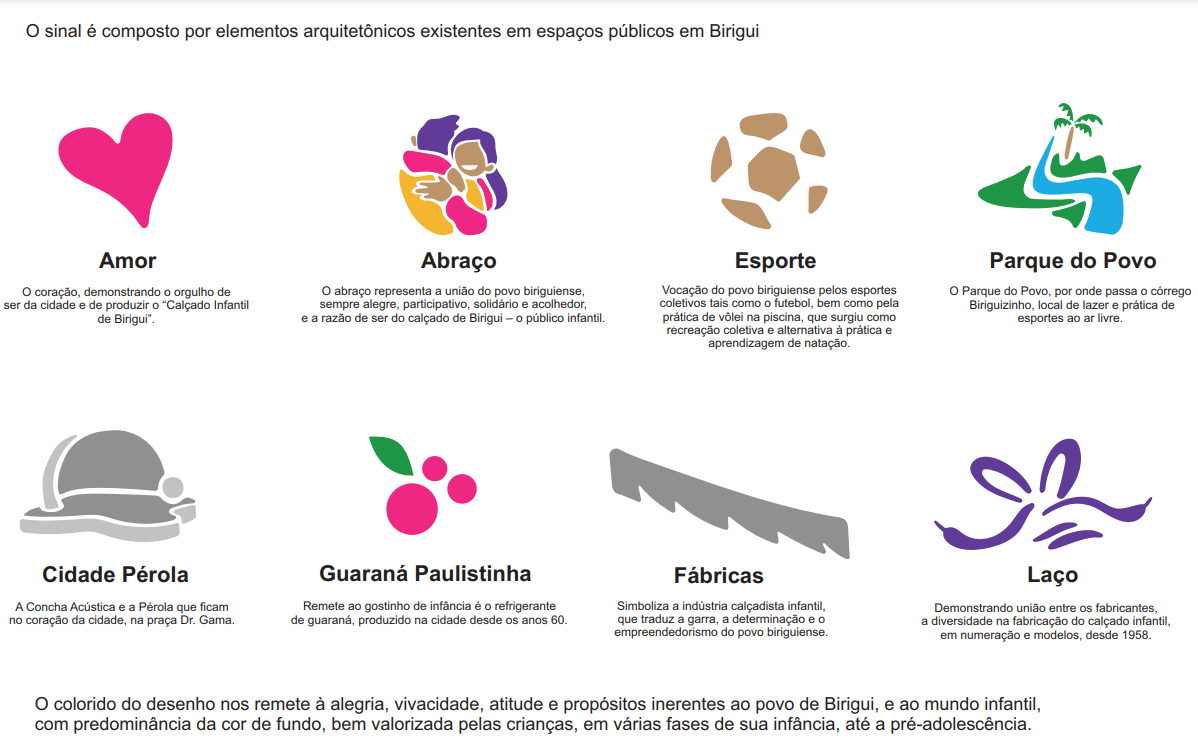 O sinal é composto por elementos arquitetônicos existentes em espaços públicos em Birigui
Amor
O coração, demonstrando o orgulho de
ser da cidade e de produzir o “Calçado Infantil
de Birigui”.
Abraço
O abraço representa a união do povo biriguiense,
sempre alegre, participativo, solidário e acolhedor,
e a razão de ser do calçado de Birigui – o público infantil.
Esporte
Vocação do povo biriguiense pelos esportes
coletivos tais como o futebol, bem como pela
prática de vôlei na piscina, que surgiu como
recreação coletiva e alternativa à prática e
aprendizagem de natação.
Parque do Povo
O Parque do Povo, por onde passa o córrego
Biriguizinho, local de lazer e prática de
esportes ao ar livre.
Cidade Pérola
A Concha Acústica e a Pérola que ficam
no coração da cidade, na praça Dr. Gama.
Guaraná Paulistinha
Remete ao gostinho de infância é o refrigerante
de guaraná, produzido na cidade desde os anos 60.
Fábricas
Simboliza a indústria calçadista infantil,
que traduz a garra, a determinação e o
empreendedorismo do povo biriguiense.
Laço
Demonstrando união entre os fabricantes,
a diversidade na fabricação do calçado infantil,
em numeração e modelos, desde 1958.
O colorido do desenho nos remete à alegria, vivacidade, atitude e propósitos inerentes ao povo de Birigui, e ao mundo infantil,
com predominância da cor de fundo, bem valorizada pelas crianças, em várias fases de sua infância, até a pré-adolescência.